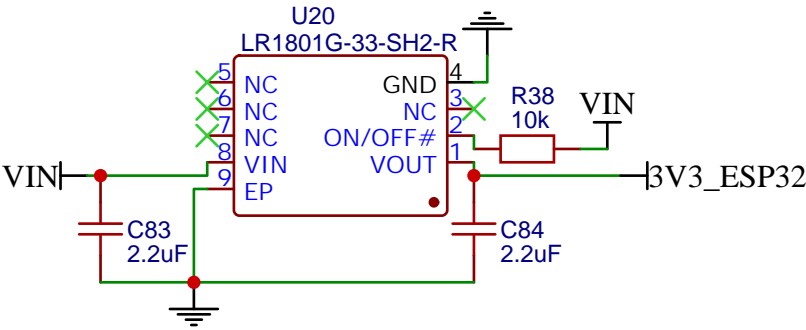 U20
LR1801G-33-SH2-R
5 NC GND 4
6 NC NC 3
7 NC ON/OFF# 2
8 VIN VOUT 1
9 EP
R38
10k
VIN
VIN
3V3_ESP32
C83
2.2uF
C84
2.2uF